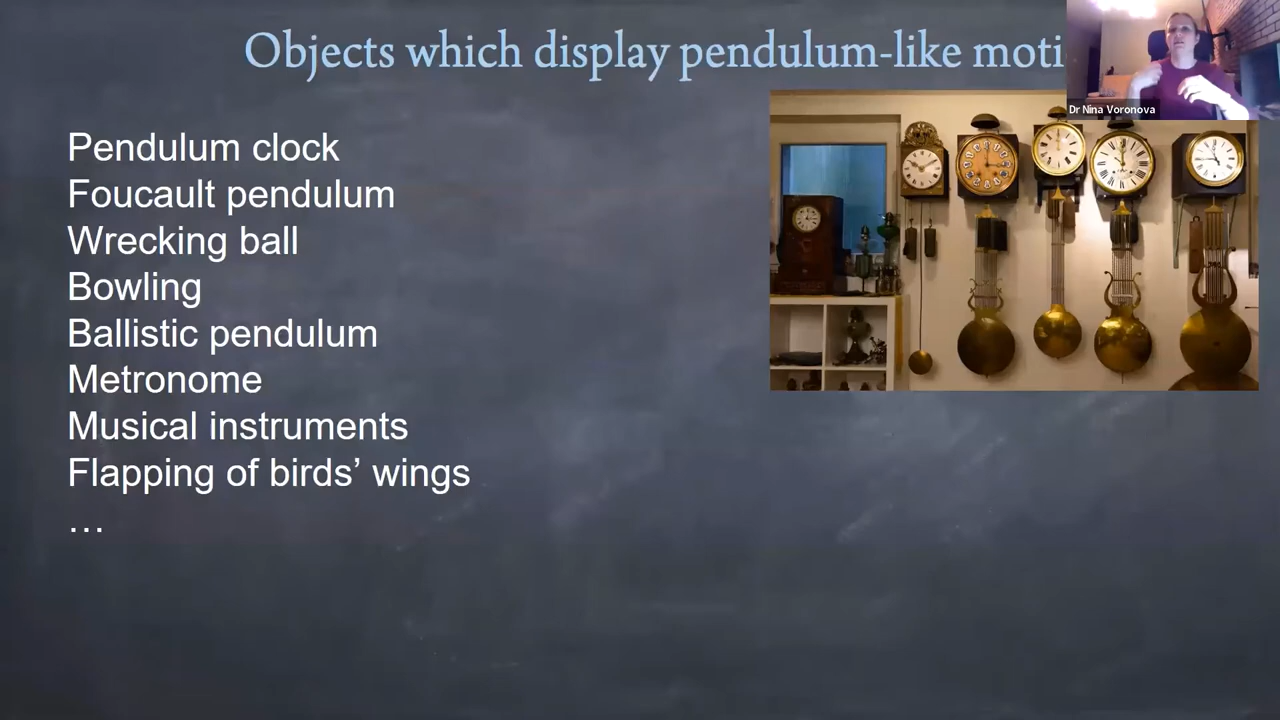 Objects which display pendulum-like moti
Dr Nina Voronova
Pendulum clock
Foucault pendulum
Wrecking ball
Bowling
Ballistic pendulum
Metronome
Musical instruments
Flapping of birds’ wings
…